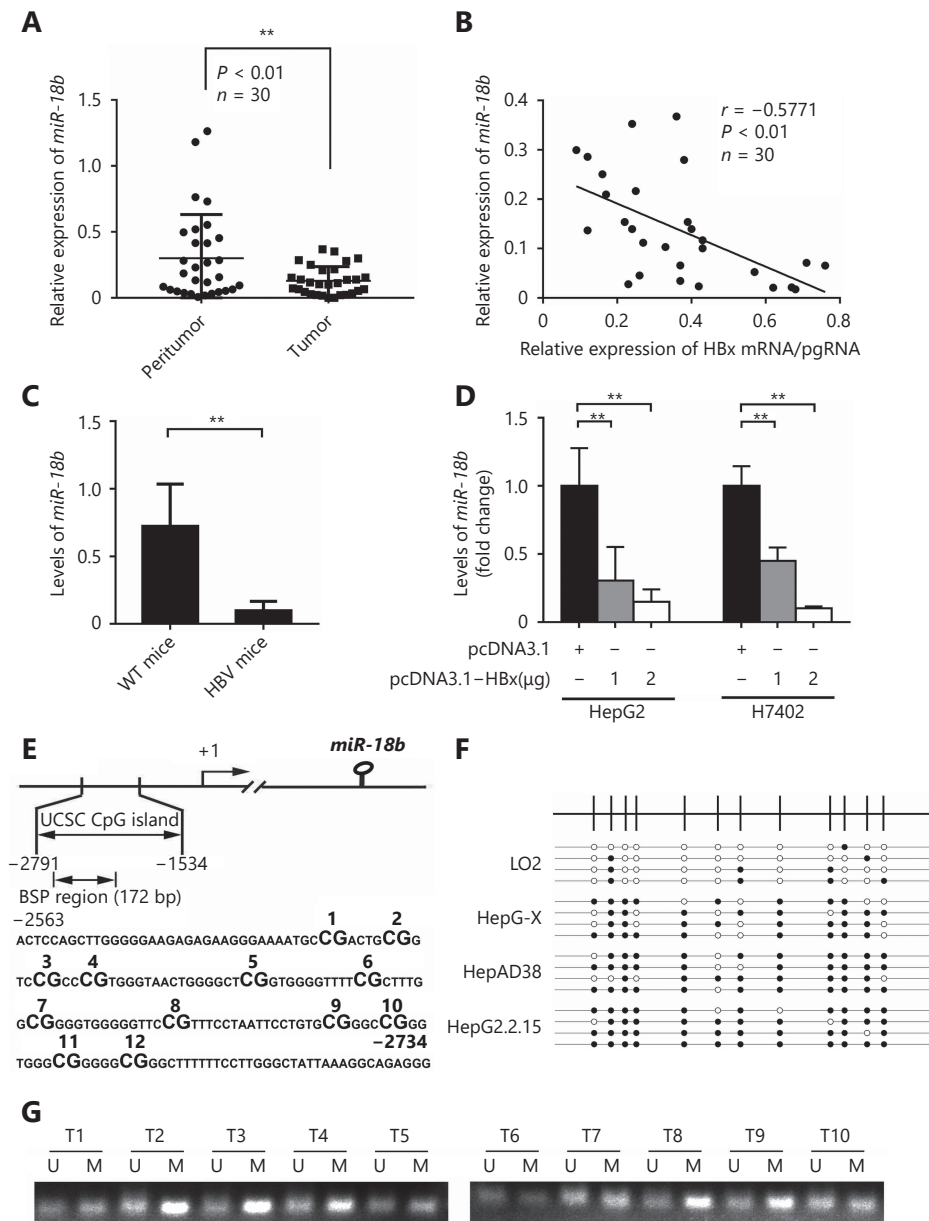 A
**
P < 0.01
n = 30
Relative expression of miR-18b
1.5
1.0
0.5
0
Peritumor
Tumor
B
r = −0.5771
P < 0.01
n = 30
Relative expression of miR-18b
0.4
0.3
0.2
0.1
0
0 0.2 0.4 0.6 0.8
Relative expression of HBx mRNA/pgRNA
C
**
Levels of miR-18b
1.5
1.0
0.5
0
WT mice
HBV mice
D
** **
** **
Levels of miR-18b
(fold change)
1.5
1.0
0.5
0
pcDNA3.1 + − − + − −
pcDNA3.1−HBx(µg) − 1 2 − 1 2
HepG2 H7402
E
+1
miR-18b
UCSC CpG island
−2791 −1534
BSP region (172 bp)
−2563
1 2
ACTCCAGCTTGGGGGAAGAGAGAAGGGAAAATGCCGACTGCGG
3 4 5 6
TCCGCCCGTGGGTAACTGGGGCTCGGTGGGGTTTTCGCTTTG
7 8 9 10
GCGGGGTGGGGGTTCCGTTTCCTAATTCCTGTGCGGGCCGGG
11 12 −2734
TGGGCGGGGGCGGGCTTTTTTCCTTGGGCTATTAAAGGCAGAGGG
F
LO2
HepG-X
HepAD38
HepG2.2.15
G
T1 T2 T3 T4 T5 T6 T7 T8 T9 T10
U M U M U M U M U M U M U M U M U M U M